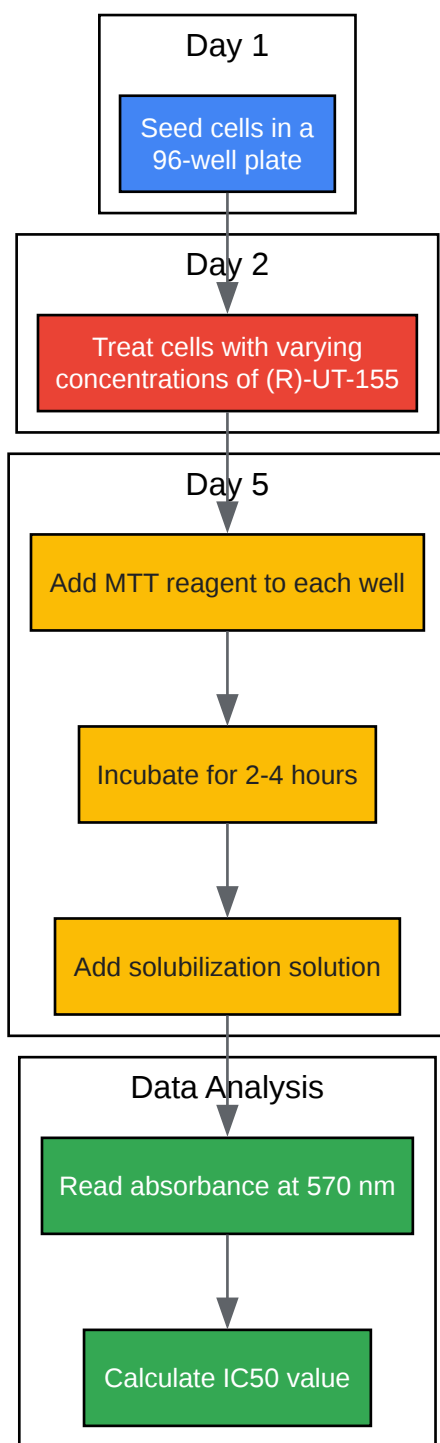 Day 1
Seed cells in a
96-well plate
Day 2
Treat cells with varying
concentrations of (R)-UT-155
Day 5
Add MTT reagent to each well
Incubate for 2-4 hours
Add solubilization solution
Data Analysis
Read absorbance at 570 nm
Calculate IC50 value